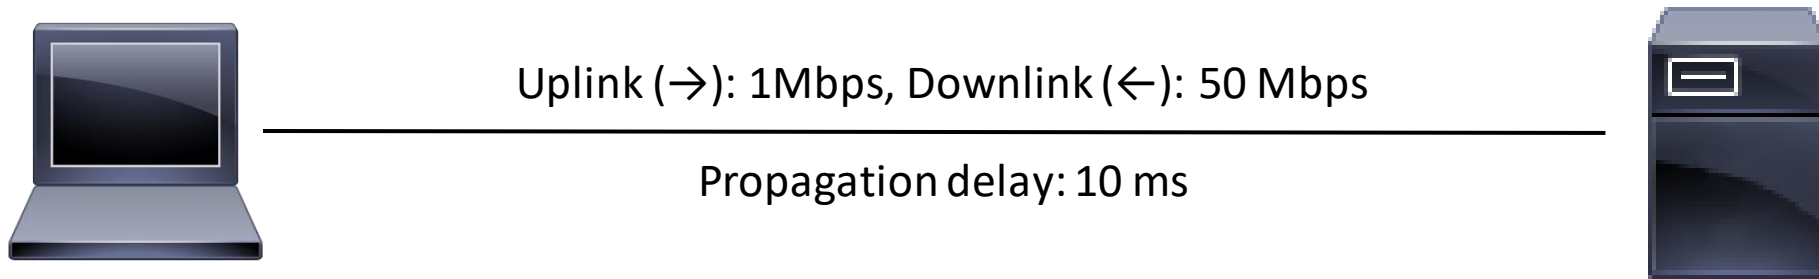 Uplink (→): 1Mbps, Downlink (←): 50 Mbps
Propagation delay: 10 ms